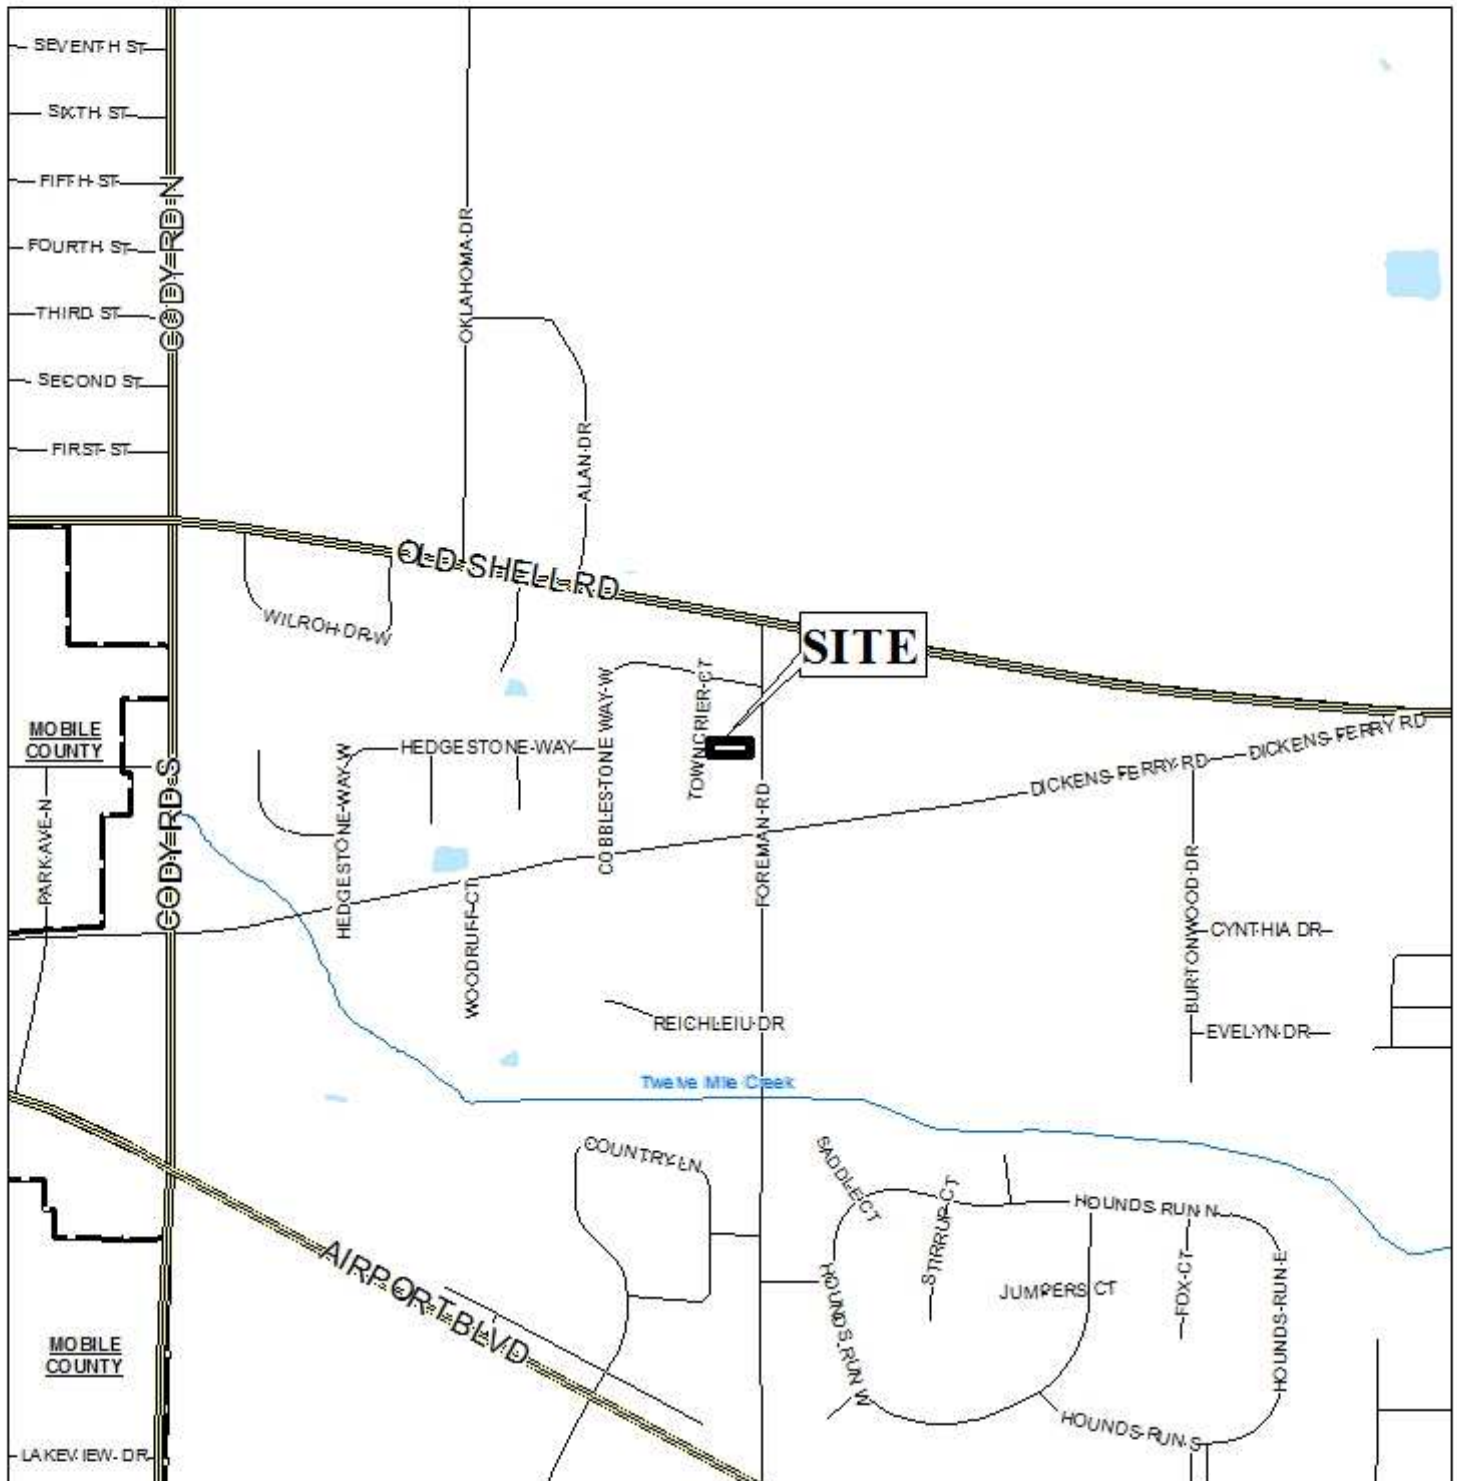 SEVENTH ST
SIXTH ST
FIFTH ST
FOURTH ST
THIRD ST
SECOND ST
FIRST ST
CODY RD N
OKLAHOMA DR
ALAN DR
OLD SHELL RD
WILROH DR W
SITE
MOBILE
COUNTY
PARK AVE N
CODY RD S
HEDGESTONE WAY W
HEDGESTONE WAY
COBBLESTONE WAY W
TOWN CRIER CT
FOREMAN RD
DICKENS FERRY RD
DICKENS FERRY RD
WOODRUFF CT
BURTONWOOD DR
CYNTHIA DR
EVELYN DR
REICHLEIU DR
Twelve Mile Creek
COUNTRY LN
SADDLE CT
STIRRUP CT
HOUNDS RUN N
HOUNDS RUN W
JUMPERS CT
FOX CT
HOUNDS RUN E
HOUNDS RUN S
AIRPORT BLVD
MOBILE
COUNTY
LAKEVIEW DR